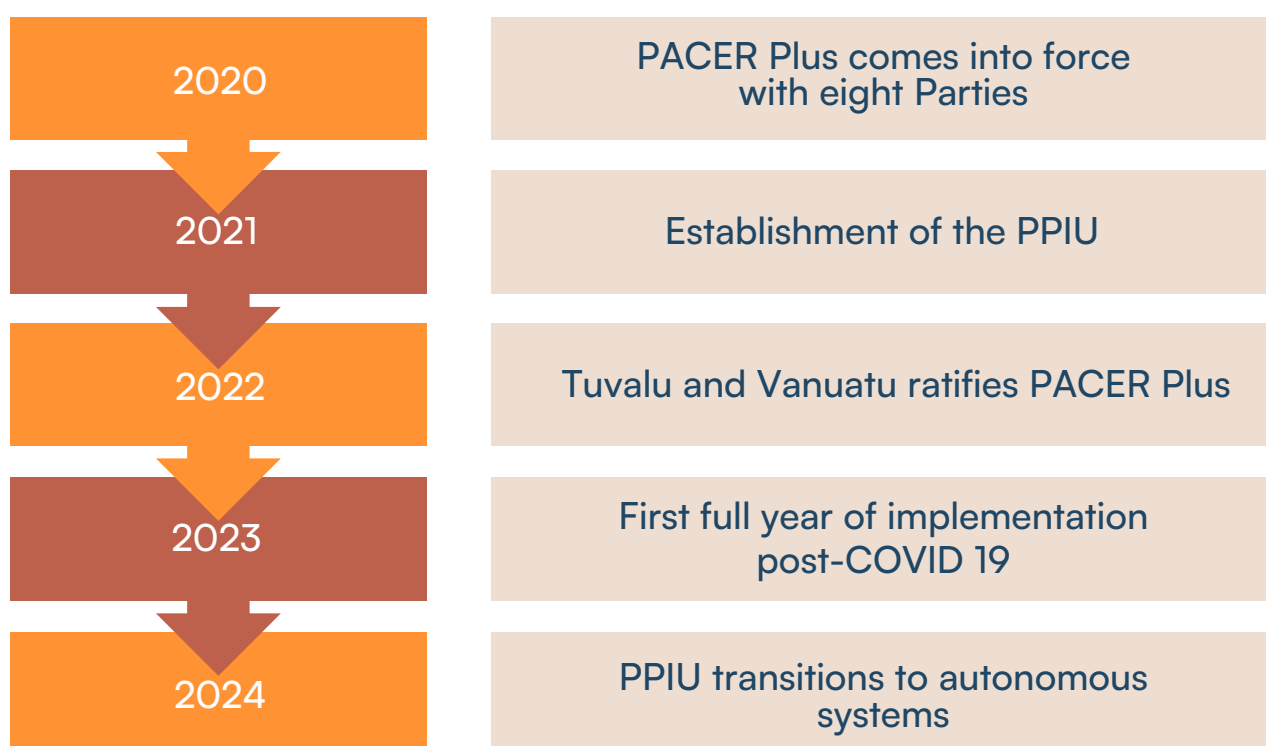 2020
PACER Plus comes into force
with eight Parties
2021
Establishment of the PPIU
2022
Tuvalu and Vanuatu ratifies PACER Plus
2023
First full year of implementation
post-COVID 19
2024
PPIU transitions to autonomous
systems